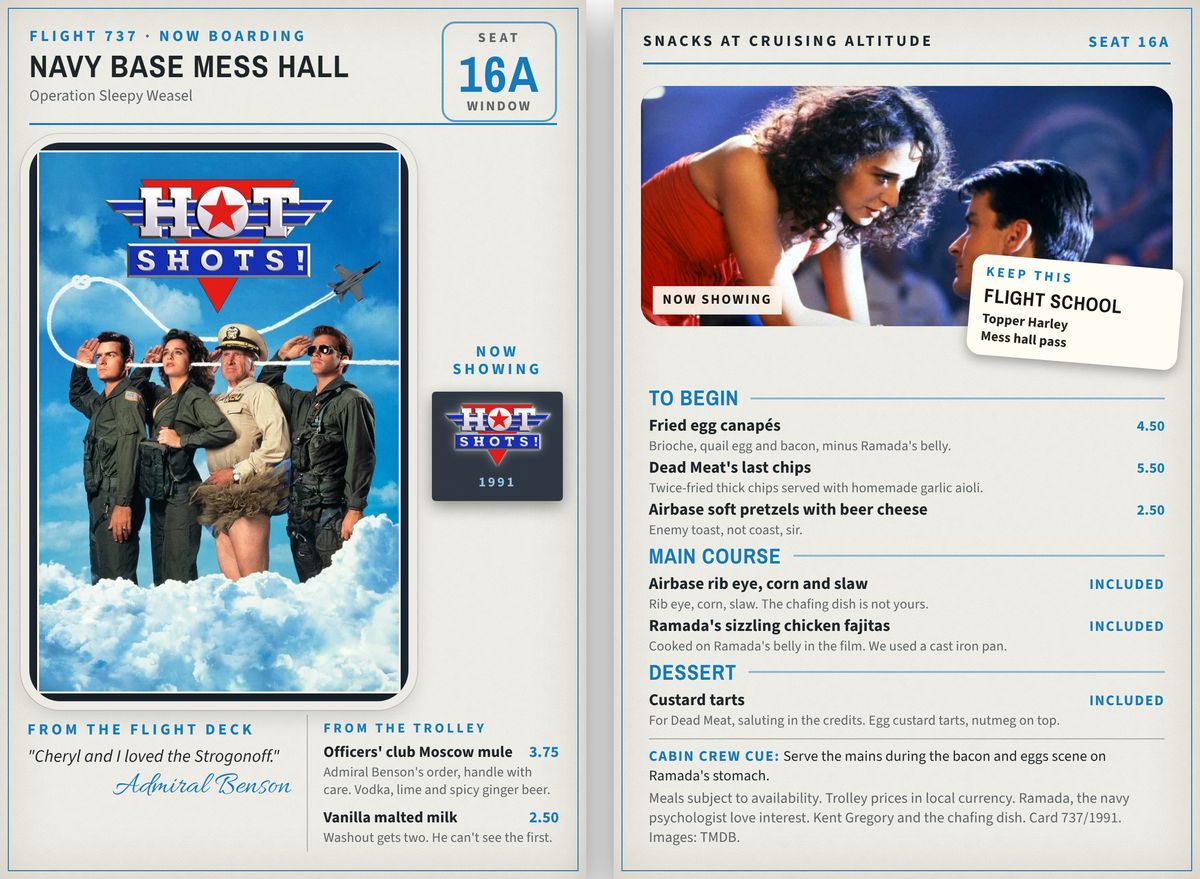 FLIGHT 737 · NOW BOARDING
NAVY BASE MESS HALL
Operation Sleepy Weasel
SEAT
16A
WINDOW
HOT
SHOTS!
NOW
SHOWING
HOT
SHOTS!
1991
FROM THE FLIGHT DECK
"Cheryl and I loved the Strogonoff."
Admiral Benson
FROM THE TROLLEY
Officers' club Moscow mule 3.75
Admiral Benson's order, handle with
care. Vodka, lime and spicy ginger beer.
Vanilla malted milk 2.50
Washout gets two. He can't see the first.
SNACKS AT CRUISING ALTITUDE
SEAT 16A
NOW SHOWING
KEEP THIS
FLIGHT SCHOOL
Topper Harley
Mess hall pass
TO BEGIN
Fried egg canapés 4.50
Brioche, quail egg and bacon, minus Ramada's belly.
Dead Meat's last chips 5.50
Twice-fried thick chips served with homemade garlic aioli.
Airbase soft pretzels with beer cheese 2.50
Enemy toast, not coast, sir.
MAIN COURSE
Airbase rib eye, corn and slaw INCLUDED
Rib eye, corn, slaw. The chafing dish is not yours.
Ramada's sizzling chicken fajitas INCLUDED
Cooked on Ramada's belly in the film. We used a cast iron pan.
DESSERT
Custard tarts INCLUDED
For Dead Meat, saluting in the credits. Egg custard tarts, nutmeg on top.
CABIN CREW CUE: Serve the mains during the bacon and eggs scene on
Ramada's stomach.
Meals subject to availability. Trolley prices in local currency. Ramada, the navy
psychologist love interest. Kent Gregory and the chafing dish. Card 737/1991.
Images: TMDB.